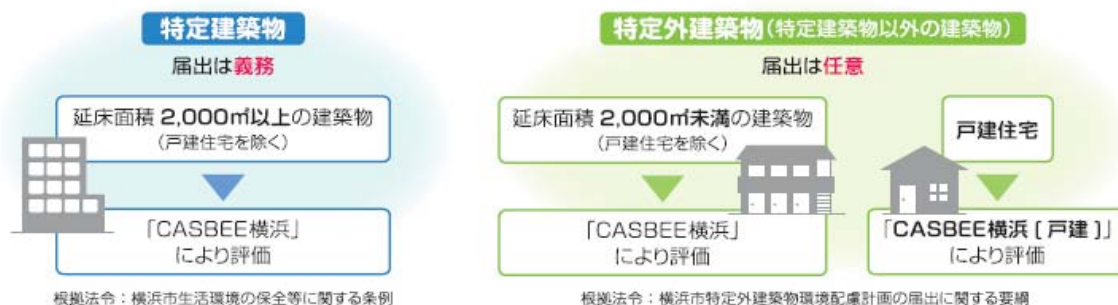 特定建築物
届出は義務
延床面積 2,000㎡以上の建築物
(戸建住宅を除く)
「CASBEE横浜」
により評価
根拠法令：横浜市生活環境の保全等に関する条例
特定外建築物(特定建築物以外の建築物)
届出は任意
延床面積 2,000㎡未満の建築物
(戸建住宅を除く)
「CASBEE横浜」
により評価
戸建住宅
「CASBEE横浜 [ 戸建 ]」
により評価
根拠法令：横浜市特定外建築物環境配慮計画の届出に関する要綱